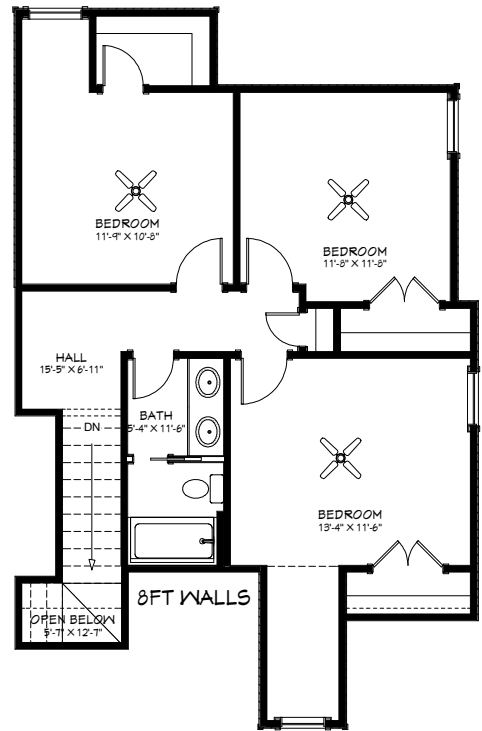 BEDROOM
11'-9" X 10'-8"
BEDROOM
11'-8" X 11'-8"
HALL
15'-5" X 6'-11"
BATH
5'-4" X 11'-6"
DN
BEDROOM
13'-4" X 11'-6"
8FT WALLS
OPEN BELOW
5'-7" X 12'-7"